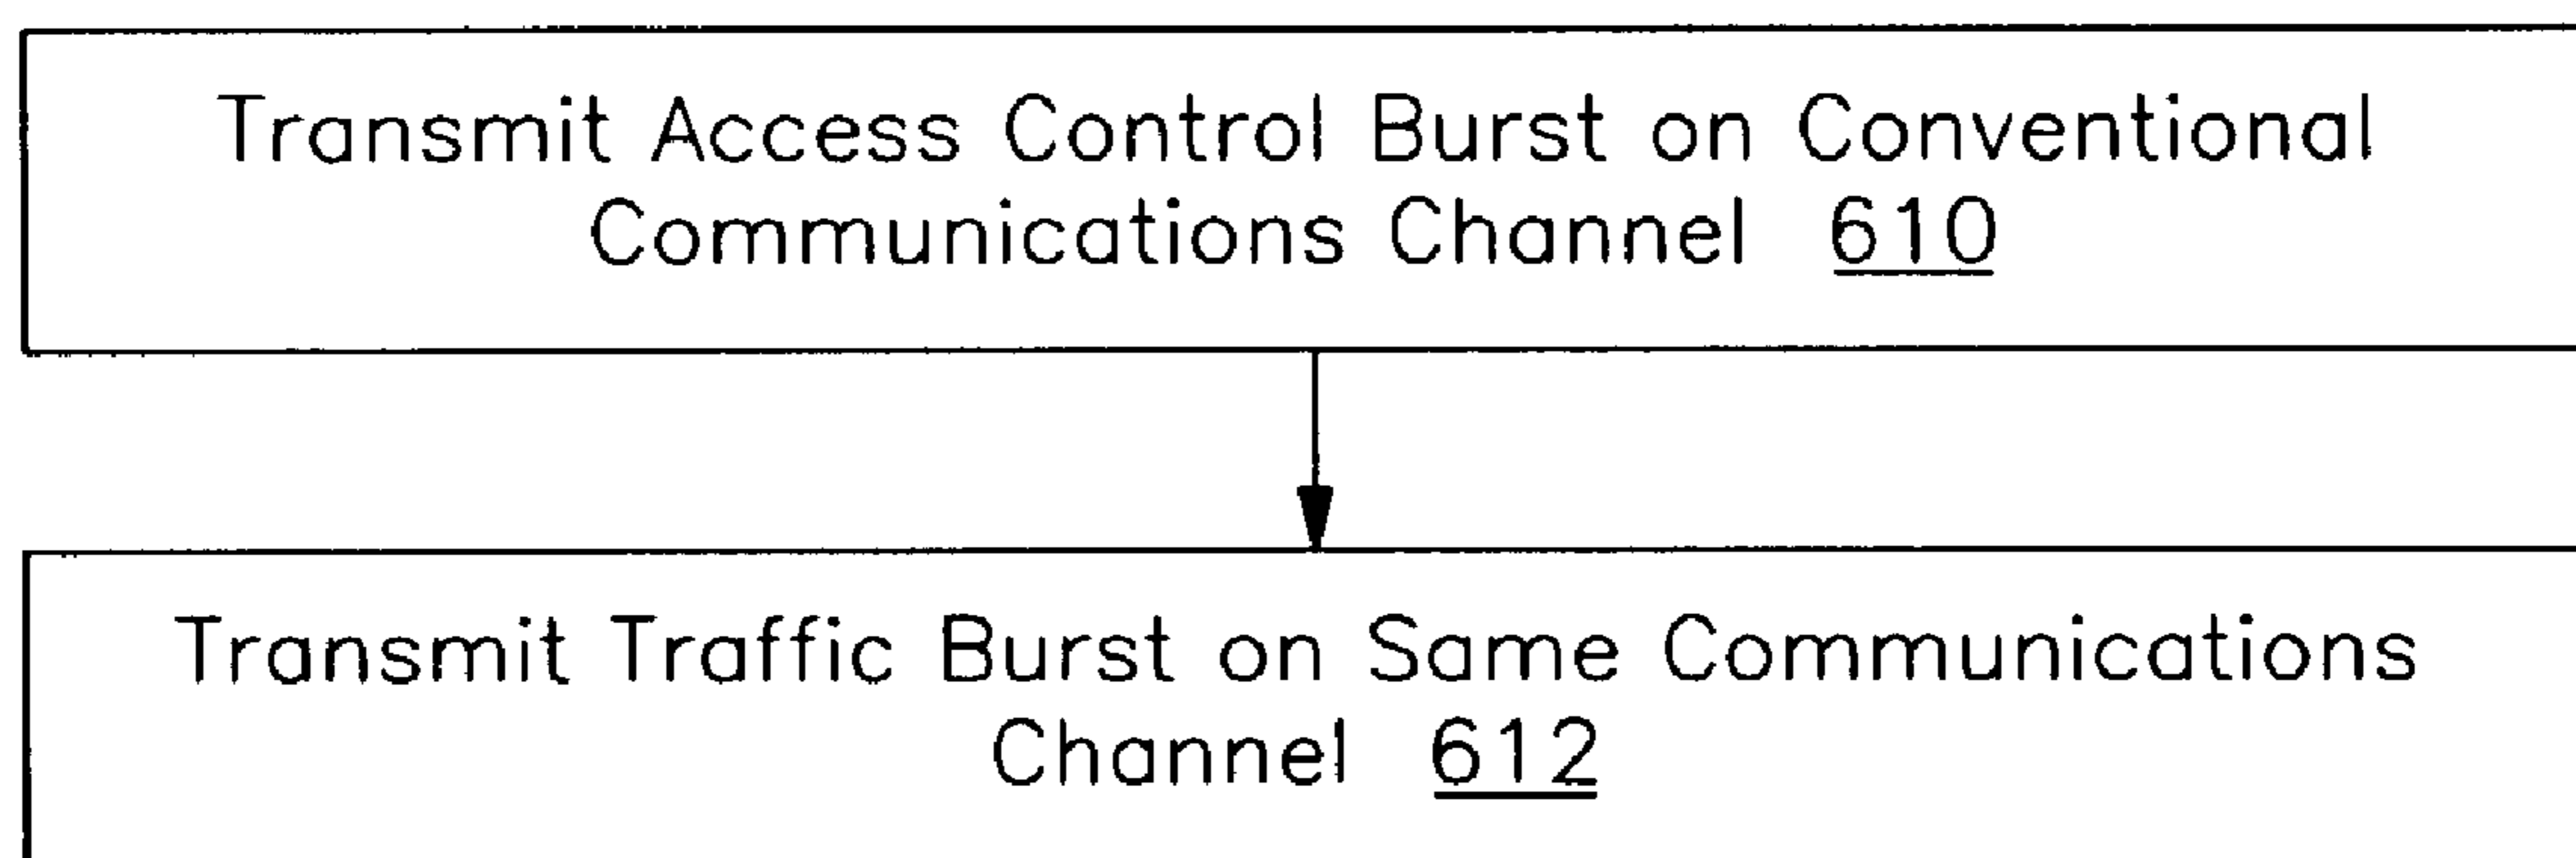 Transmit Access Control Burst on Conventional
Communications Channel 610
Transmit Traffic Burst on Same Communications
Channel 612